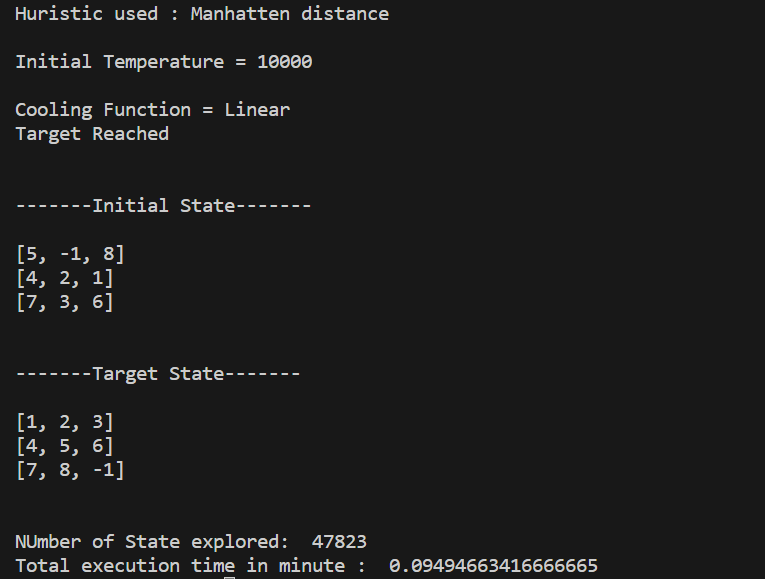 Huristic used : Manhatten distance
Initial Temperature = 10000
Cooling Function = Linear
Target Reached
-------Initial State-------
[5, -1, 8]
[4, 2, 1]
[7, 3, 6]
-------Target State-------
[1, 2, 3]
[4, 5, 6]
[7, 8, -1]
NUmber of State explored:  47823
Total execution time in minute :  0.09494663416666665